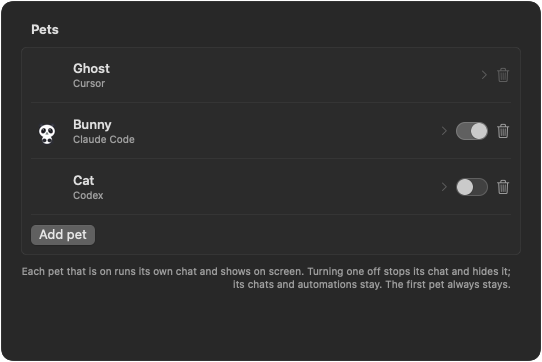 Pets
Ghost
Cursor
Bunny
Claude Code
Cat
Codex
Add pet
Each pet that is on runs its own chat and shows on screen. Turning one off stops its chat and hides it;
its chats and automations stay. The first pet always stays.